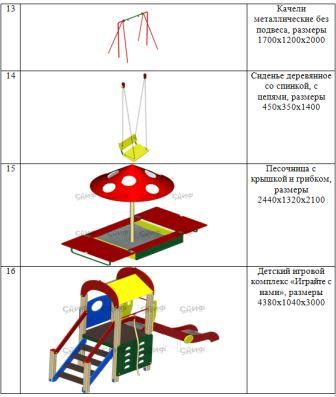 13
Качели
металлические без
подвеса, размеры
1700х1200х2000
14
Сиденье деревянное
со спинкой, с
цепями, размеры
450х350х1400
15
Песочница с
крышкой и грибком,
размеры
2440х1320х2100
16
Детский игровой
комплекс «Играйте с
нами», размеры
4380х1040х3000